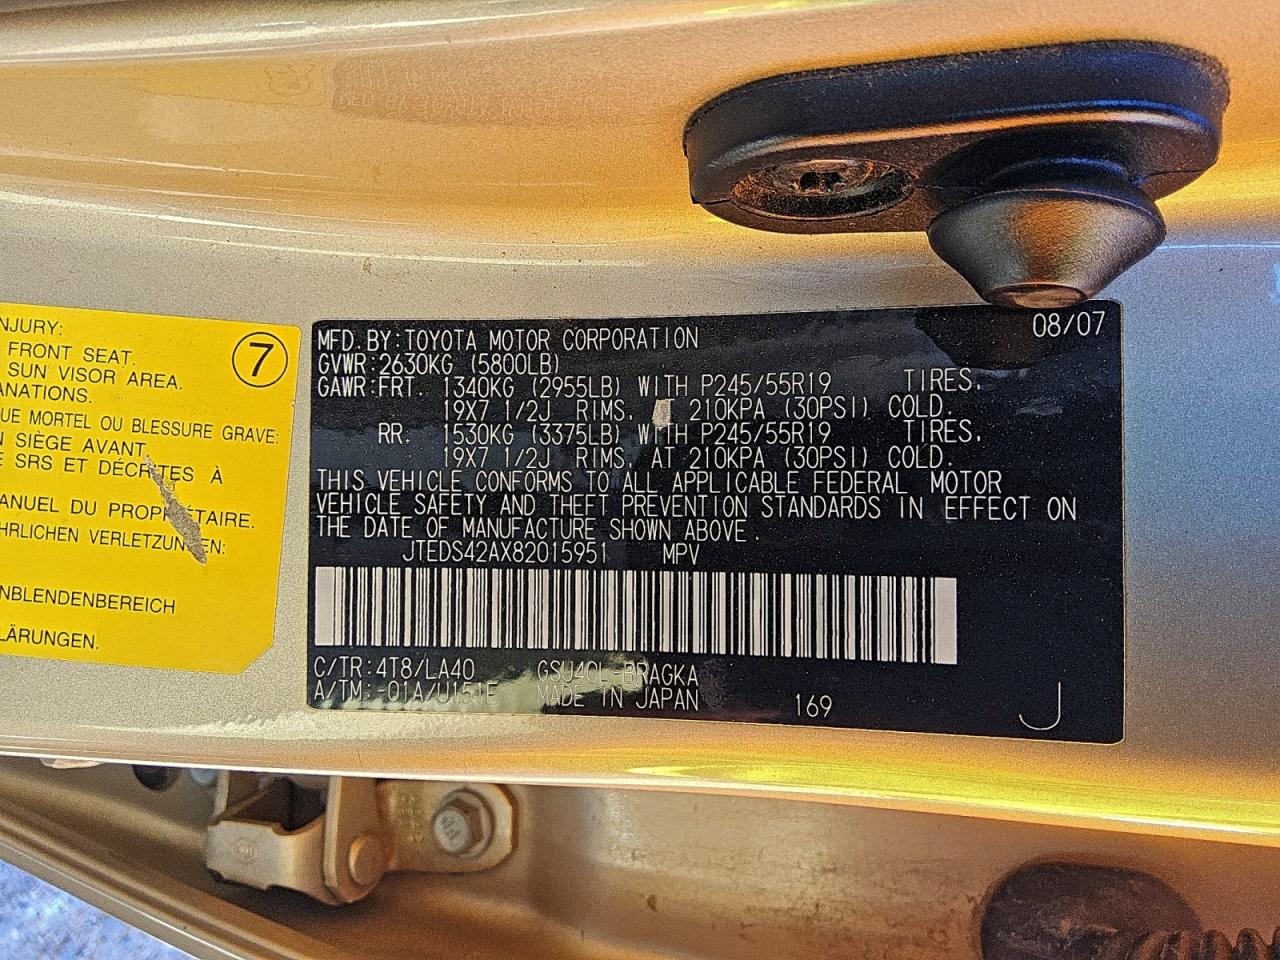 NJURY:
FRONT SEAT.
SUN VISOR AREA.
ANATIONS.
UE MORTEL OU BLESSURE GRAVE:
N SIÈGE AVANT
E SRS ET DÉCRITES À
ANUEL DU PROPRIÉTAIRE.
HRLICHEN VERLETZUNGEN:
NBLENDENBEREICH
LÄRUNGEN.
7
MFD. BY: TOYOTA MOTOR CORPORATION 08/07
GVWR: 2630KG (5800LB)
GAWR: FRT. 1340KG (2955LB) WITH P245/55R19 TIRES,
19X7 1/2J RIMS, AT 210KPA (30PSI) COLD.
RR. 1530KG (3375LB) WITH P245/55R19 TIRES,
19X7 1/2J RIMS, AT 210KPA (30PSI) COLD.
THIS VEHICLE CONFORMS TO ALL APPLICABLE FEDERAL MOTOR
VEHICLE SAFETY AND THEFT PREVENTION STANDARDS IN EFFECT ON
THE DATE OF MANUFACTURE SHOWN ABOVE.
JTEDS42AX82015951 MPV
C/TR: 4T8/LA40 GSU40L-BRAGKA
A/TM: -01A/U151E MADE IN JAPAN 169 J